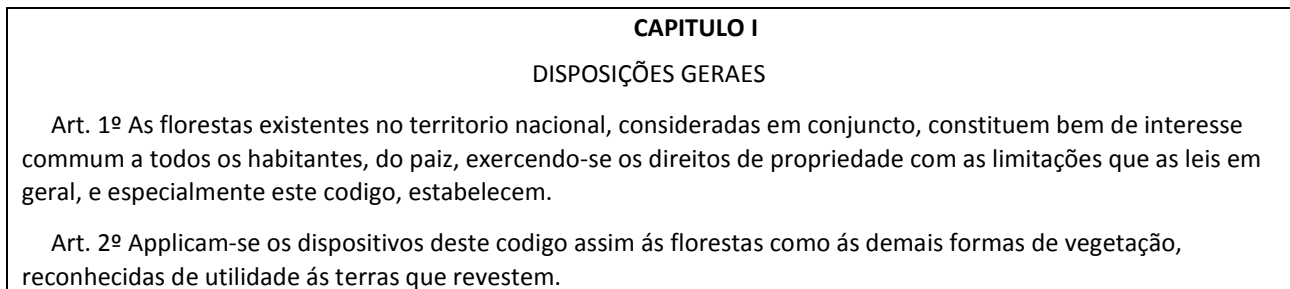 CAPITULO I
DISPOSIÇÕES GERAES
Art. 1º As florestas existentes no territorio nacional, consideradas em conjuncto, constituem bem de interesse
commum a todos os habitantes, do paiz, exercendo-se os direitos de propriedade com as limitações que as leis em
geral, e especialmente este codigo, estabelecem.
Art. 2º Applicam-se os dispositivos deste codigo assim ás florestas como ás demais formas de vegetação,
reconhecidas de utilidade ás terras que revestem.